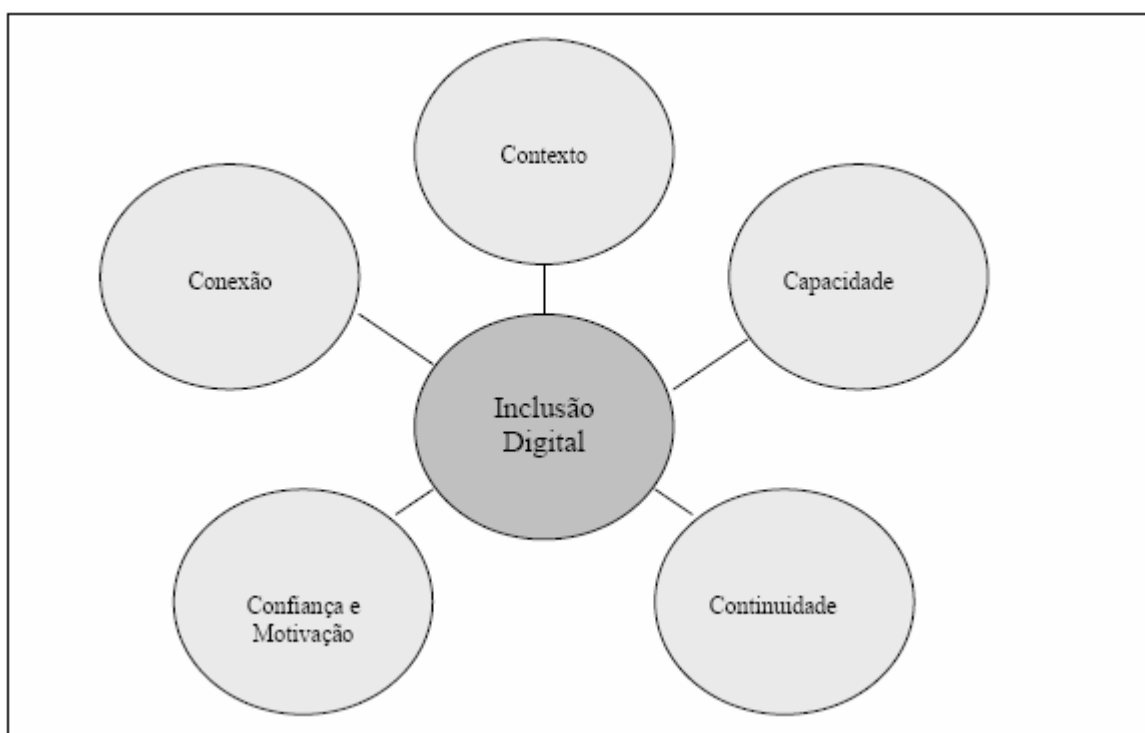 Contexto
Conexão
Capacidade
Inclusão
Digital
Confiança e
Motivação
Continuidade